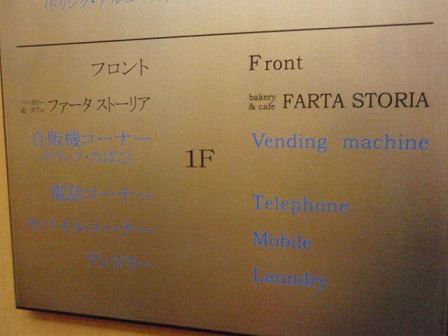 フロント
Front
ベーカリー & カフェ ファータ ストーリア
bakery & cafe FARTA STORIA
自販機コーナー
(ドリンク・たばこ)
Vending machine
1F
電話コーナー
Telephone
モバイルコーナー
Mobile
ランドリー
Laundry